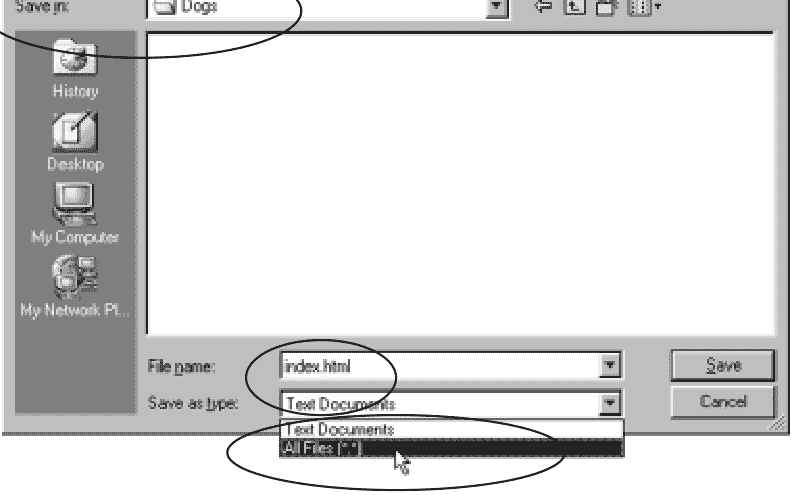 Save in:
Dogs
History
Desktop
My Computer
My Network Pl...
File name:
index.html
Save
Save as type:
Text Documents
Cancel
Text Documents
All Files (*.*)